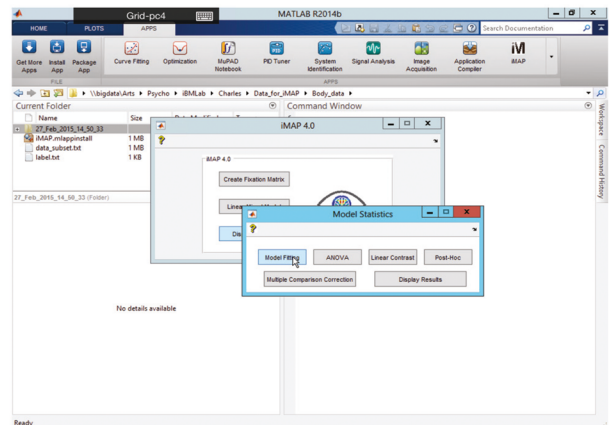 Grid-pc4
MATLAB R2014b
HOME PLOTS APPS
Search Documentation
Get More Apps
Install App
Package App
Curve Fitting
Optimization
MuPAD Notebook
PID Tuner
System Identification
Signal Analysis
Image Acquisition
Application Compiler
iMAP
FILE
APPS
\\bigdata\Arts Psycho iBMLab Charles Data_for_iMAP Body_data
Current Folder
Command Window
Workspace
Command History
Name Size
27_Feb_2015_14_50_33
iMAP.mlappinstall 1 MB
data_subset.txt 1 MB
label.txt 1 KB
27_Feb_2015_14_50_33 (Folder)
No details available
iMAP 4.0
iMAP 4.0
Create Fixation Matrix
Model Statistics
Model Fitting
ANOVA
Linear Contrast
Post-Hoc
Multiple Comparison Correction
Display Results
Ready